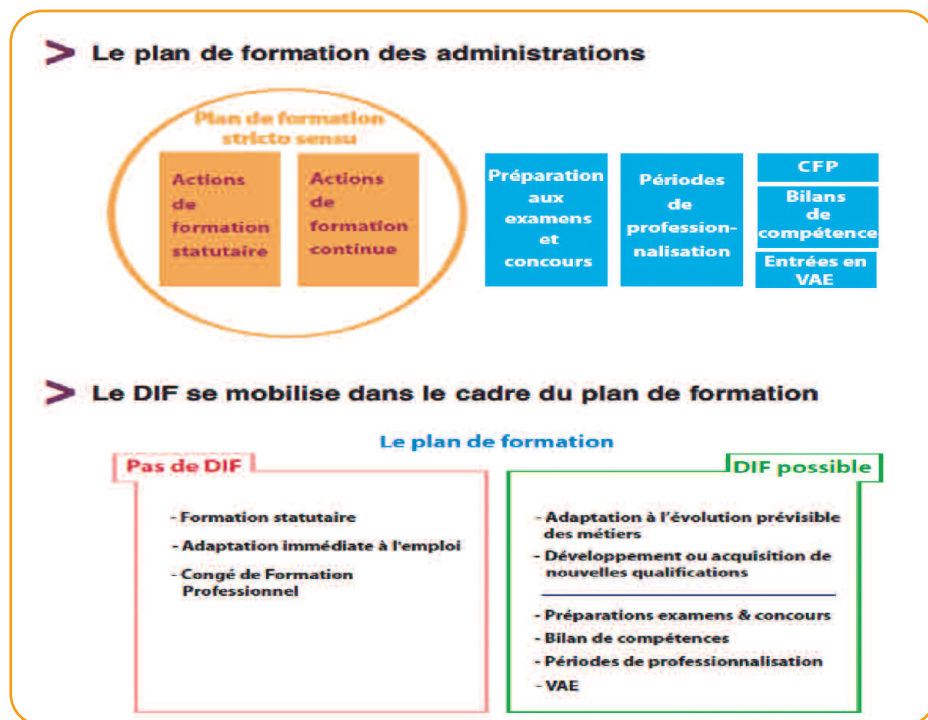 > Le plan de formation des administrations
Plan de formation
stricto sensu
Actions
de
formation
statutaire
Actions
de
formation
continue
Préparation
aux
examens
et
concours
Périodes
de
profession-
nalisation
CFP
Bilans
de
compétence
Entrées en
VAE
> Le DIF se mobilise dans le cadre du plan de formation
Le plan de formation
Pas de DIF
- Formation statutaire
- Adaptation immédiate à l'emploi
- Congé de Formation
Professionnel
DIF possible
- Adaptation à l'évolution prévisible
des métiers
- Développement ou acquisition de
nouvelles qualifications
- Préparations examens & concours
- Bilan de compétences
- Périodes de professionnalisation
- VAE